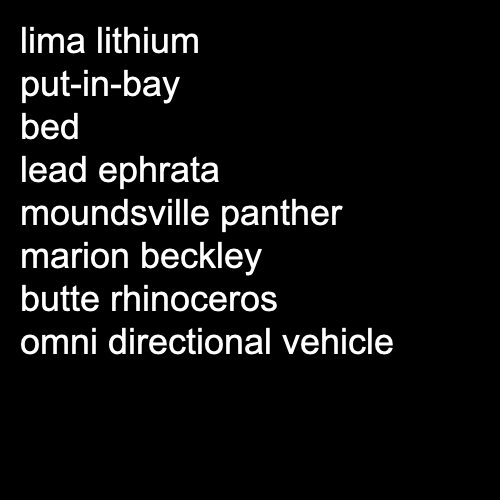 lima lithium
put-in-bay
bed
lead ephrata
moundsville panther
marion beckley
butte rhinoceros
omni directional vehicle